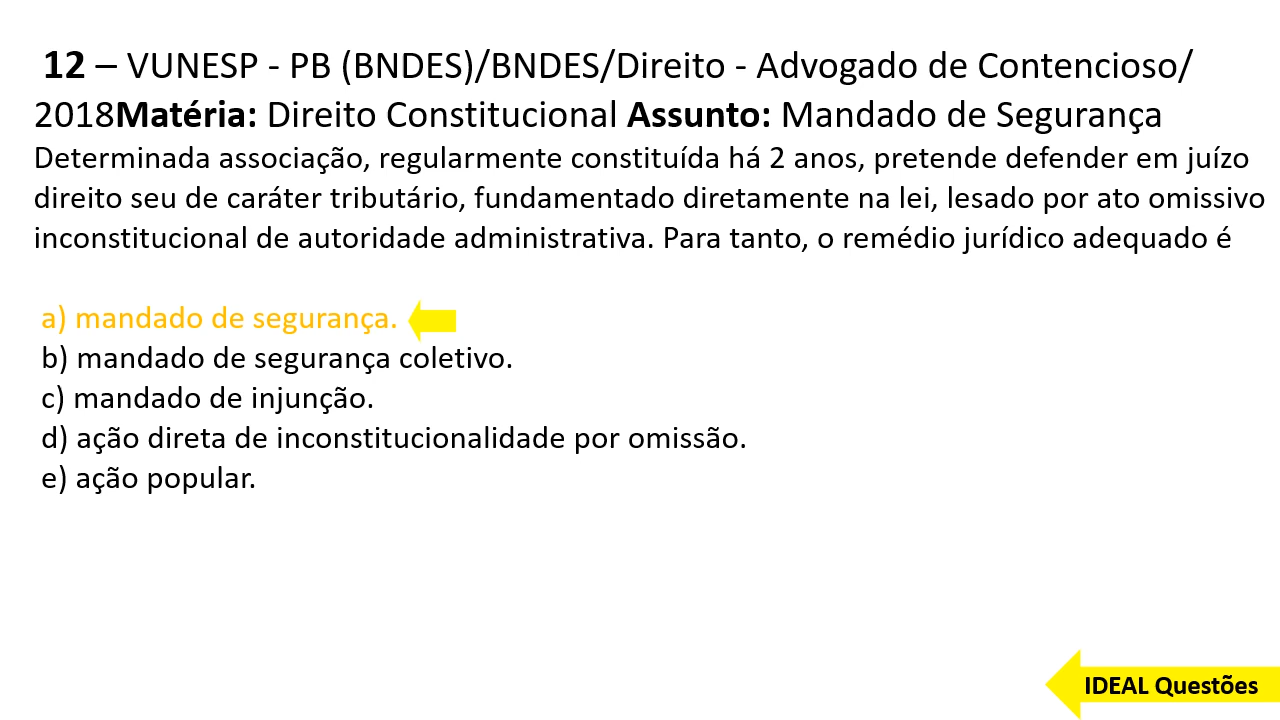 12 – VUNESP - PB (BNDES)/BNDES/Direito - Advogado de Contencioso/
2018Matéria: Direito Constitucional Assunto: Mandado de Segurança
Determinada associação, regularmente constituída há 2 anos, pretende defender em juízo
direito seu de caráter tributário, fundamentado diretamente na lei, lesado por ato omissivo
inconstitucional de autoridade administrativa. Para tanto, o remédio jurídico adequado é
a) mandado de segurança.
b) mandado de segurança coletivo.
c) mandado de injunção.
d) ação direta de inconstitucionalidade por omissão.
e) ação popular.
IDEAL Questões